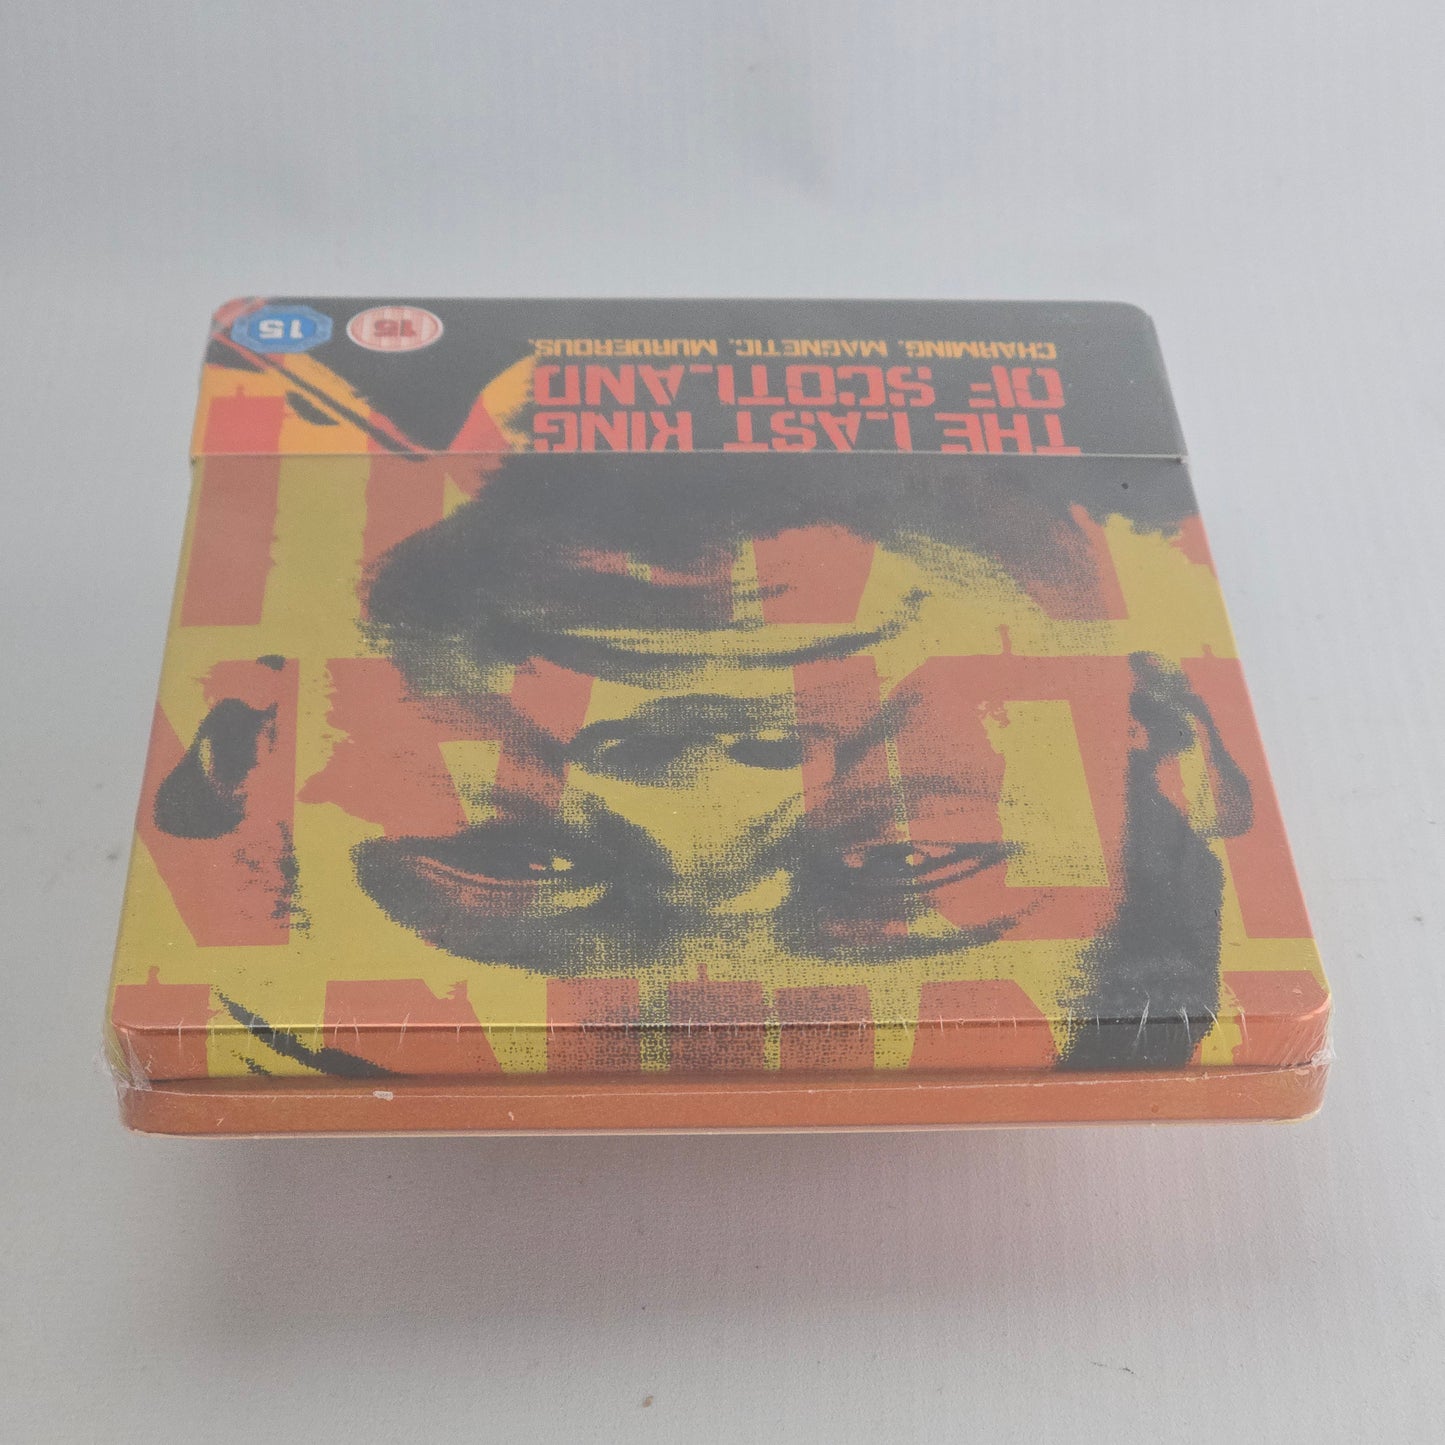 THE LAST KING
OF SCOTLAND
CHARMING. MAGNETIC. MURDEROUS.
15
15